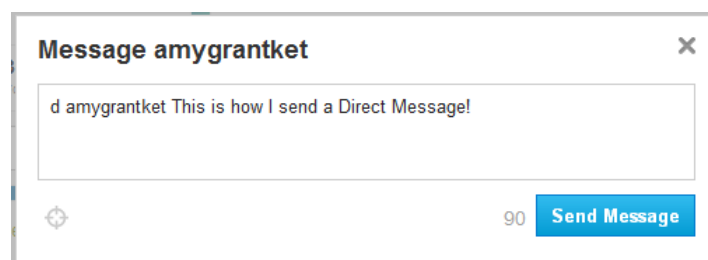 Message amygrantket
d amygrantket This is how I send a Direct Message!
90
Send Message